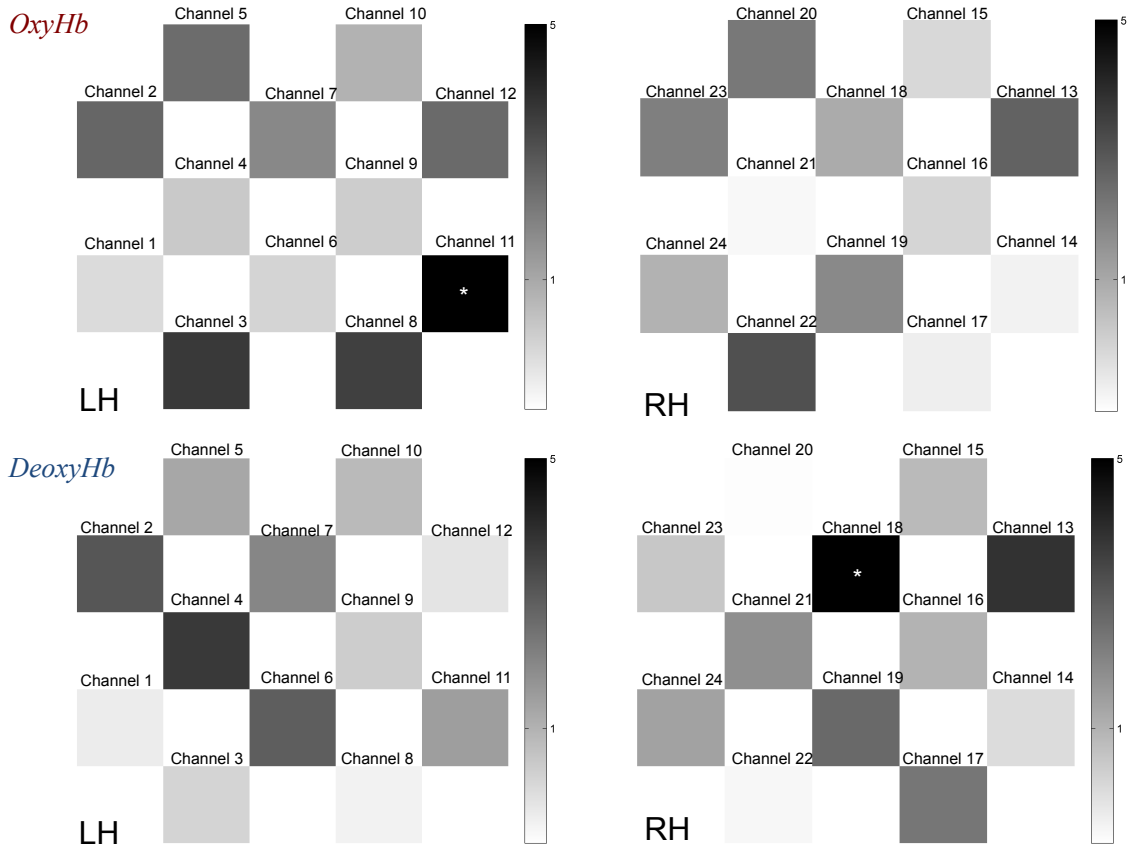 OxyHb
Channel 5
Channel 10
5
Channel 2
Channel 7
Channel 12
Channel 4
Channel 9
Channel 1
Channel 6
Channel 11
1
*
Channel 3
Channel 8
LH
Channel 20
Channel 15
5
Channel 23
Channel 18
Channel 13
Channel 21
Channel 16
Channel 24
Channel 19
Channel 14
1
Channel 22
Channel 17
RH
DeoxyHb
Channel 5
Channel 10
5
Channel 2
Channel 7
Channel 12
Channel 4
Channel 9
Channel 1
Channel 6
Channel 11
1
Channel 3
Channel 8
LH
Channel 20
Channel 15
5
Channel 23
Channel 18
Channel 13
*
Channel 21
Channel 16
Channel 24
Channel 19
Channel 14
1
Channel 22
Channel 17
RH